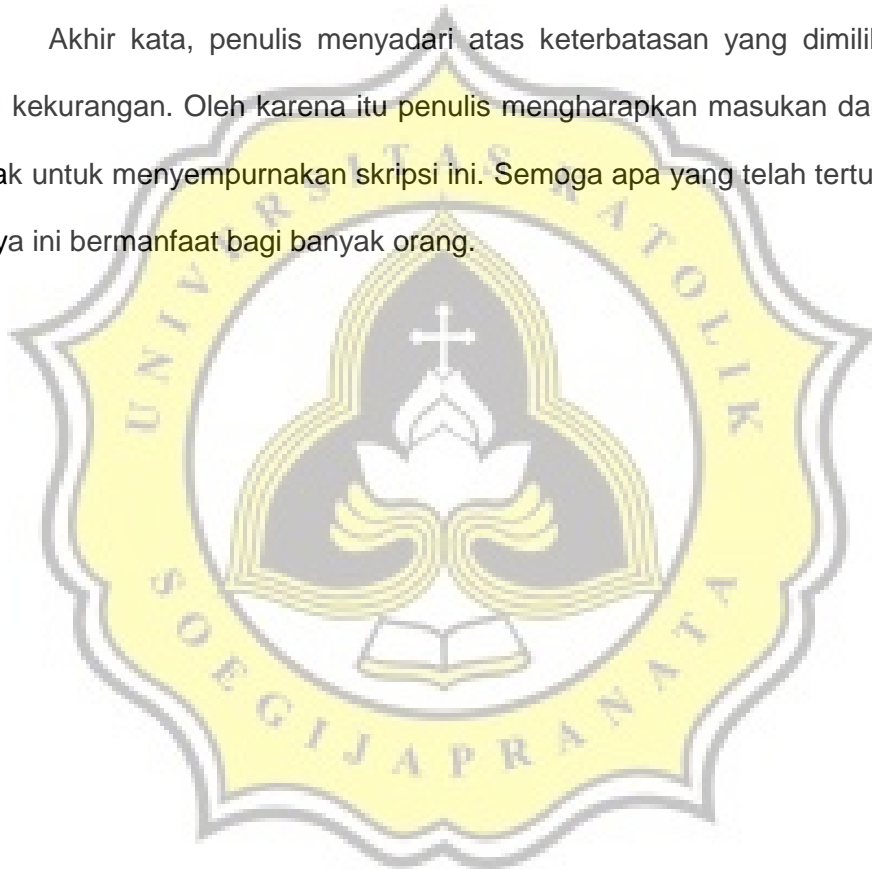 Akhir kata, penulis menyadari atas keterbatasan yang dimilik
kekurangan. Oleh karena itu penulis mengharapkan masukan dar
ak untuk menyempurnakan skripsi ini. Semoga apa yang telah tertu
ya ini bermanfaat bagi banyak orang.
UNIVERSITAS KATOLIK
SOEGIJAPRANATA